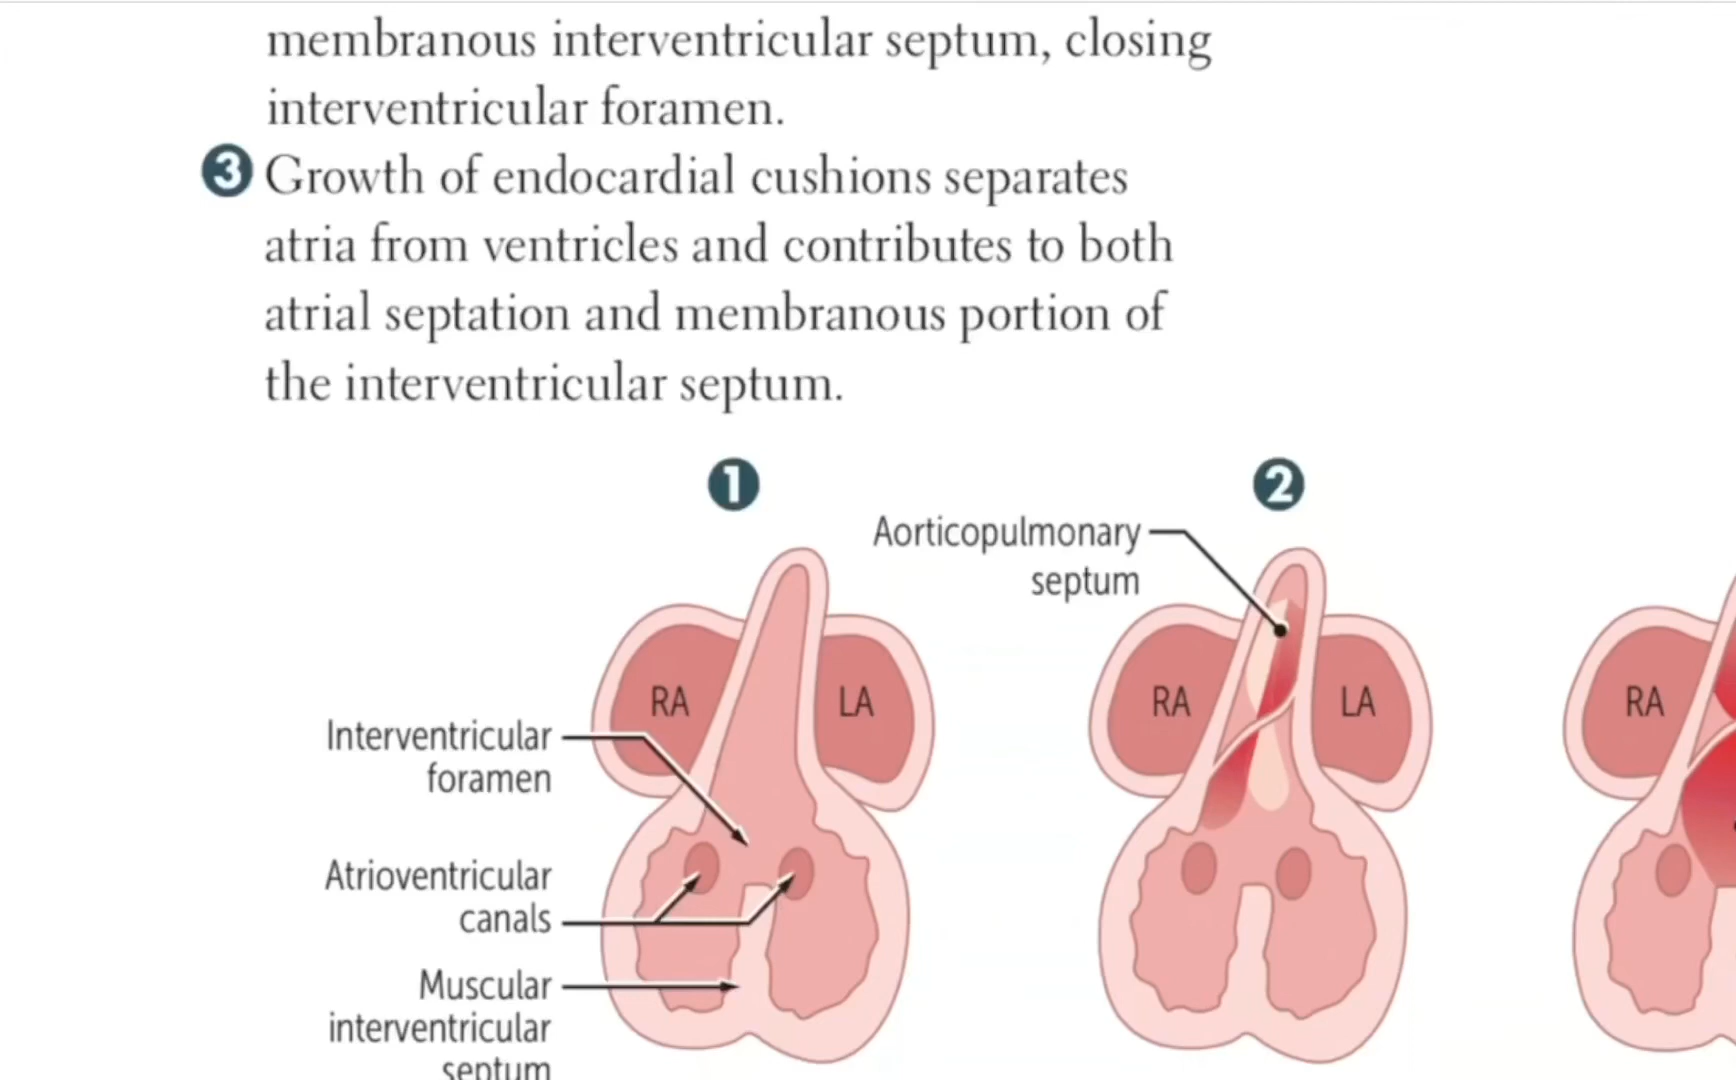 membranous interventricular septum, closing
interventricular foramen.
3 Growth of endocardial cushions separates
atria from ventricles and contributes to both
atrial septation and membranous portion of
the interventricular septum.
1
2
Aorticopulmonary
septum
RA
LA
RA
LA
RA
Interventricular
foramen
Atrioventricular
canals
Muscular
interventricular
septum